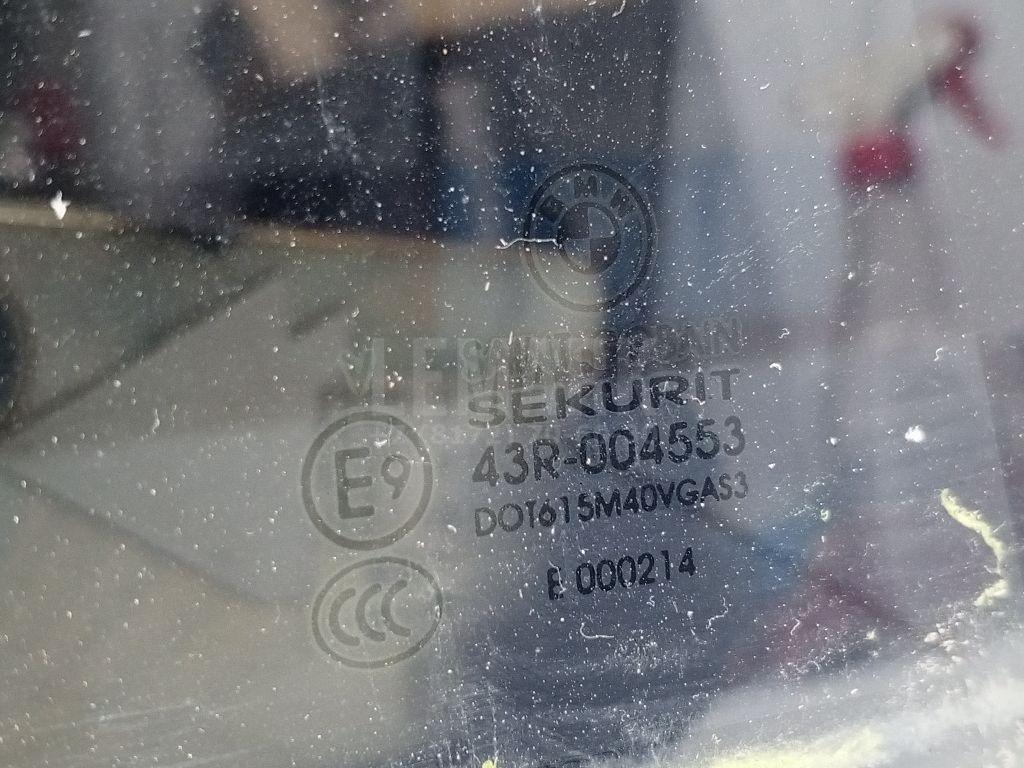 BMW
SAINT-GOBAIN
SEKURIT
43R-004553
DOT615M40VGAS3
E9
E 000214
CCC